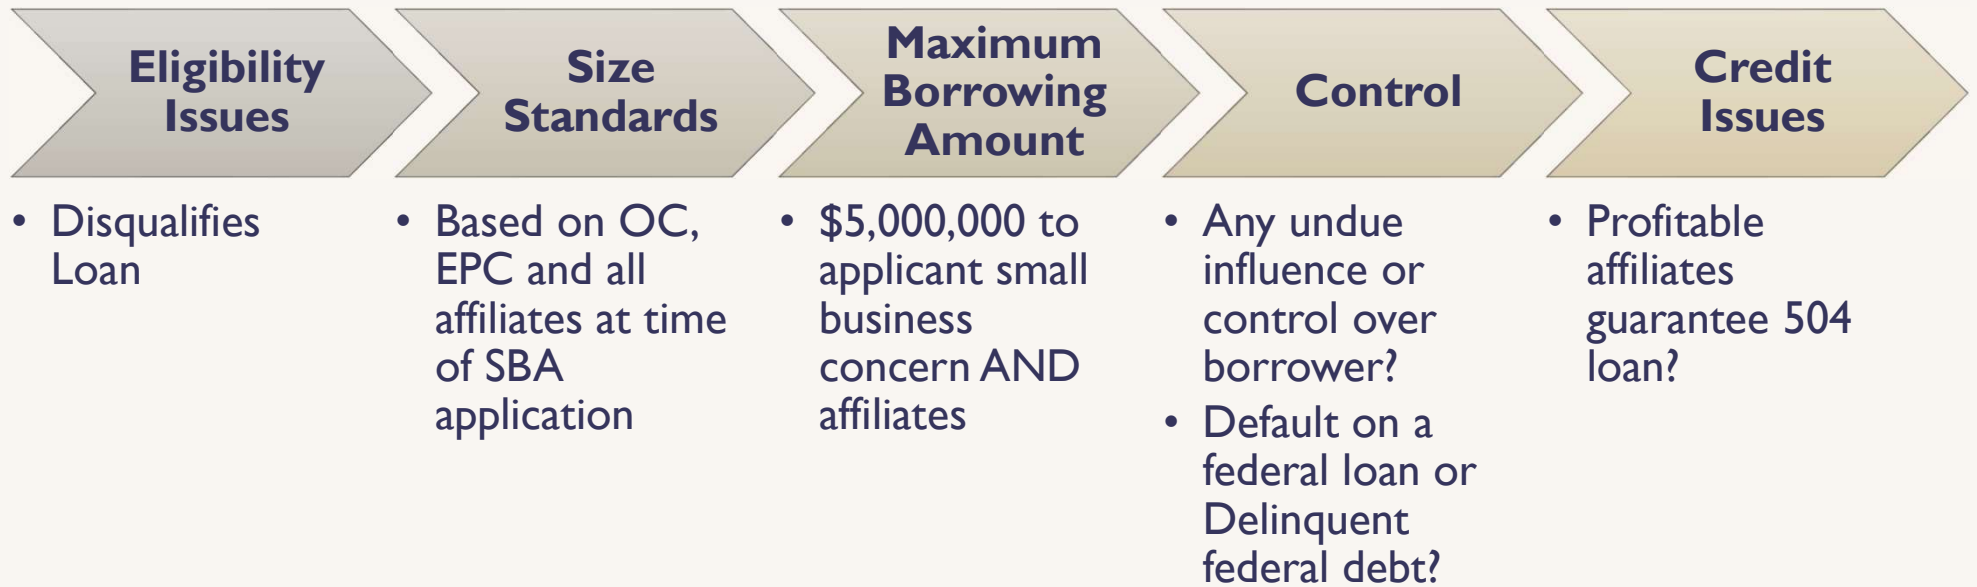 Eligibility
Issues
• Disqualifies
Loan
Size
Standards
• Based on OC,
EPC and all
affiliates at time
of SBA
application
Maximum
Borrowing
Amount
• $5,000,000 to
applicant small
business
concern AND
affiliates
Control
• Any undue
influence or
control over
borrower?
• Default on a
federal loan or
Delinquent
federal debt?
Credit
Issues
• Profitable
affiliates
guarantee 504
loan?